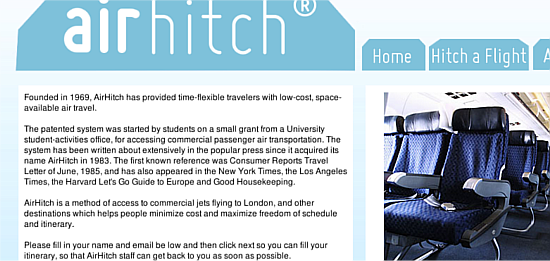 airhitch®
Home Hitch a Flight A
Founded in 1969, AirHitch has provided time-flexible travelers with low-cost, space-
available air travel.
The patented system was started by students on a small grant from a University
student-activities office, for accessing commercial passenger air transportation. The
system has been written about extensively in the popular press since it acquired its
name AirHitch in 1983. The first known reference was Consumer Reports Travel
Letter of June, 1985, and has also appeared in the New York Times, the Los Angeles
Times, the Harvard Let's Go Guide to Europe and Good Housekeeping.
AirHitch is a method of access to commercial jets flying to London, and other
destinations which helps people minimize cost and maximize freedom of schedule
and itinerary.
Please fill in your name and email be low and then click next so you can fill your
itinerary, so that AirHitch staff can get back to you as soon as possible.